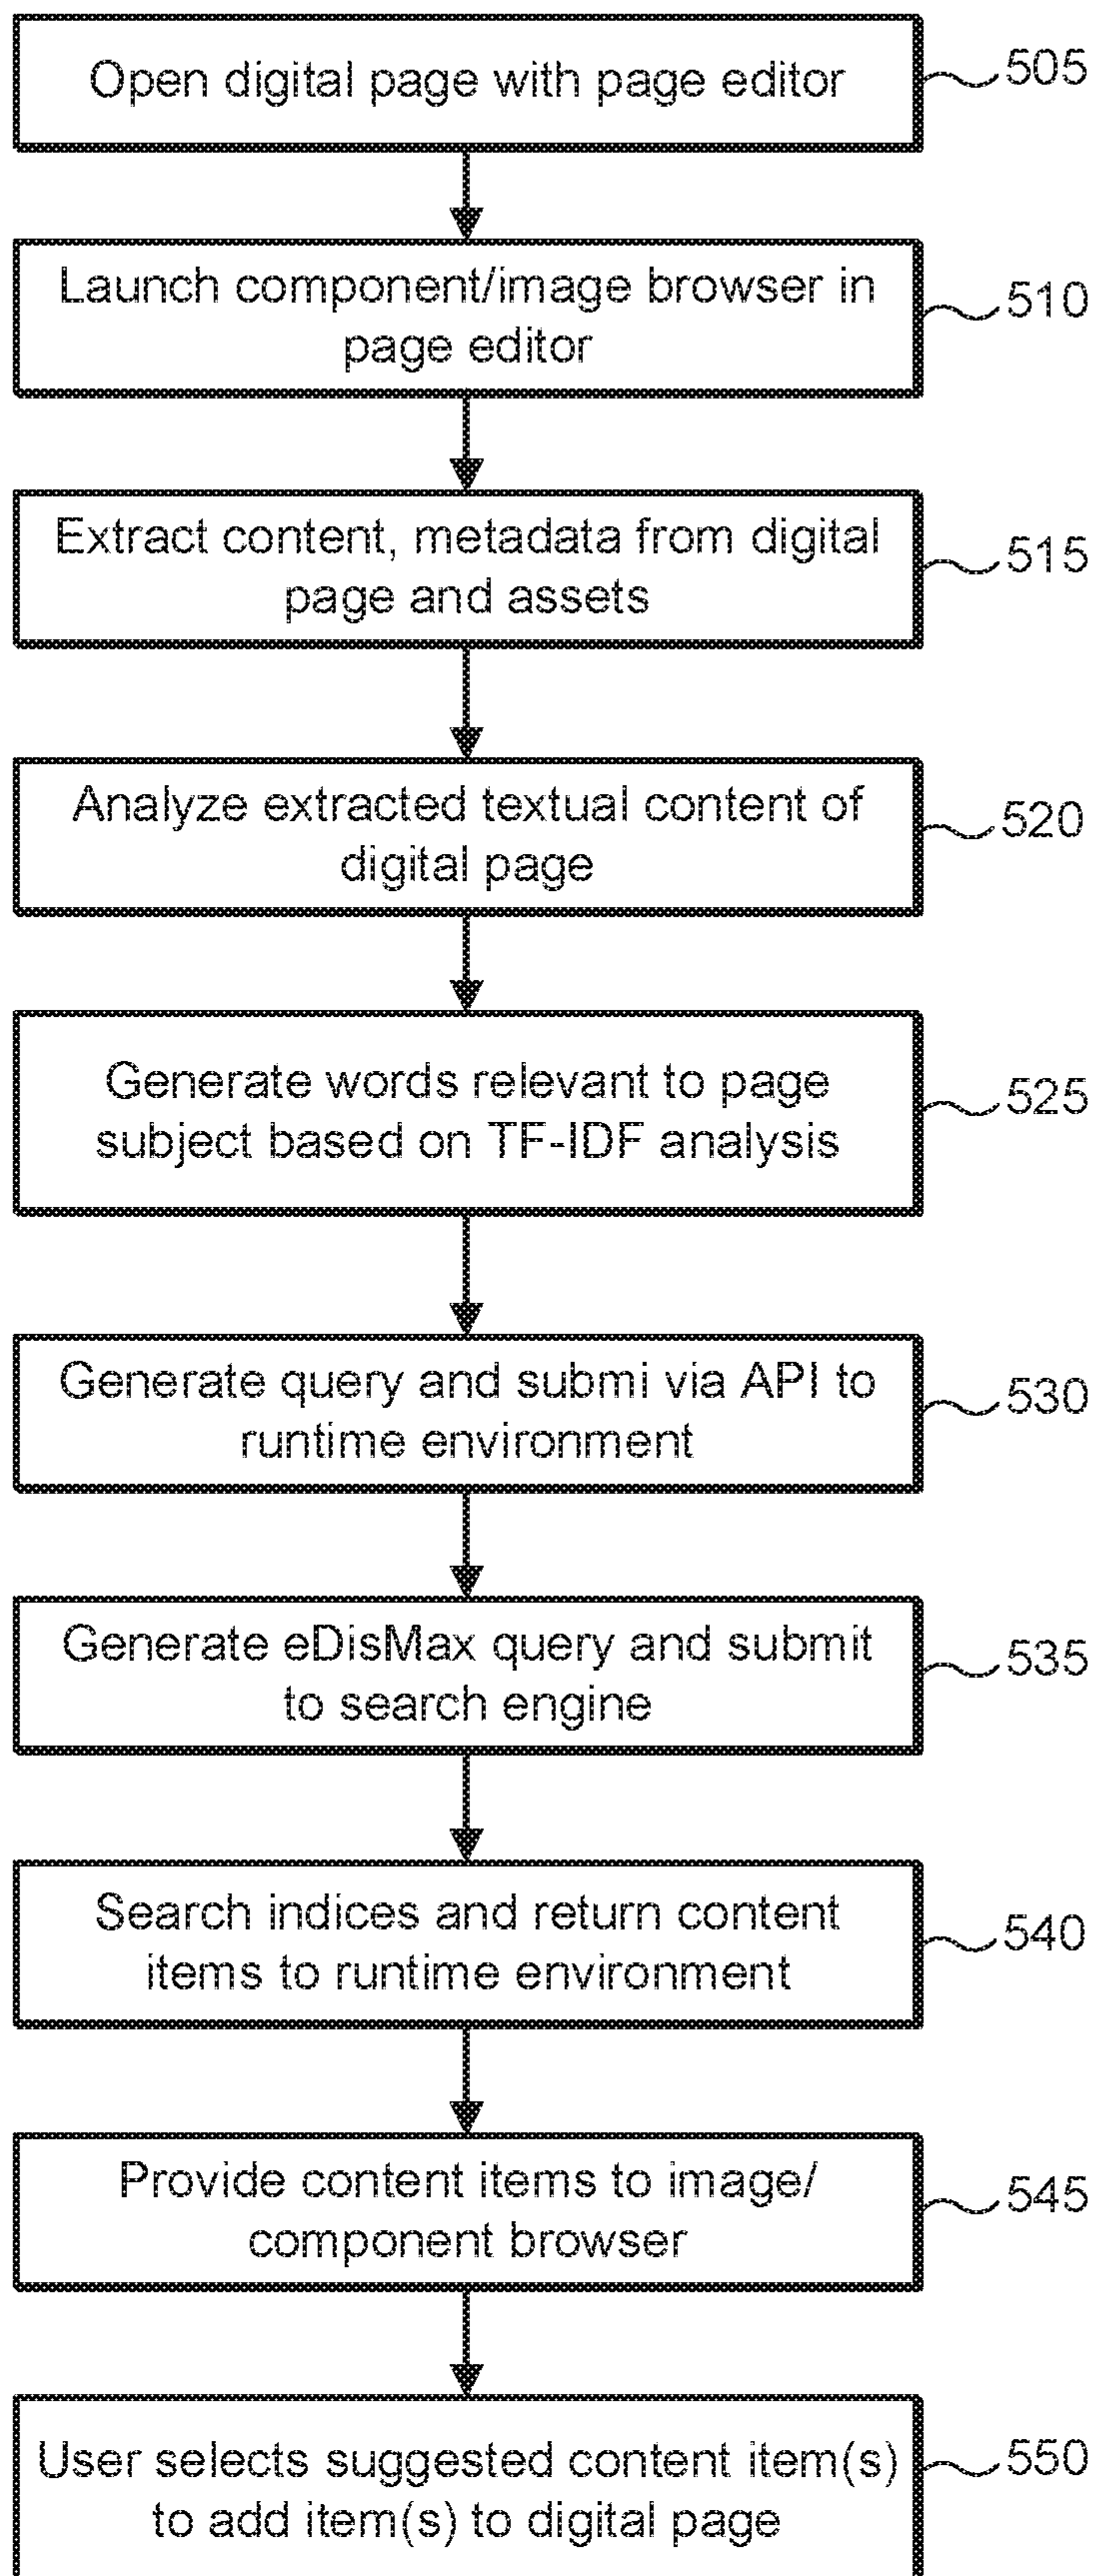 Open digital page with page editor
505
Launch component/image browser in
page editor
510
Extract content, metadata from digital
page and assets
515
Analyze extracted textual content of
digital page
520
Generate words relevant to page
subject based on TF-IDF analysis
525
Generate query and submi via API to
runtime environment
530
Generate eDisMax query and submit
to search engine
535
Search indices and return content
items to runtime environment
540
Provide content items to image/
component browser
545
User selects suggested content item(s)
to add item(s) to digital page
550